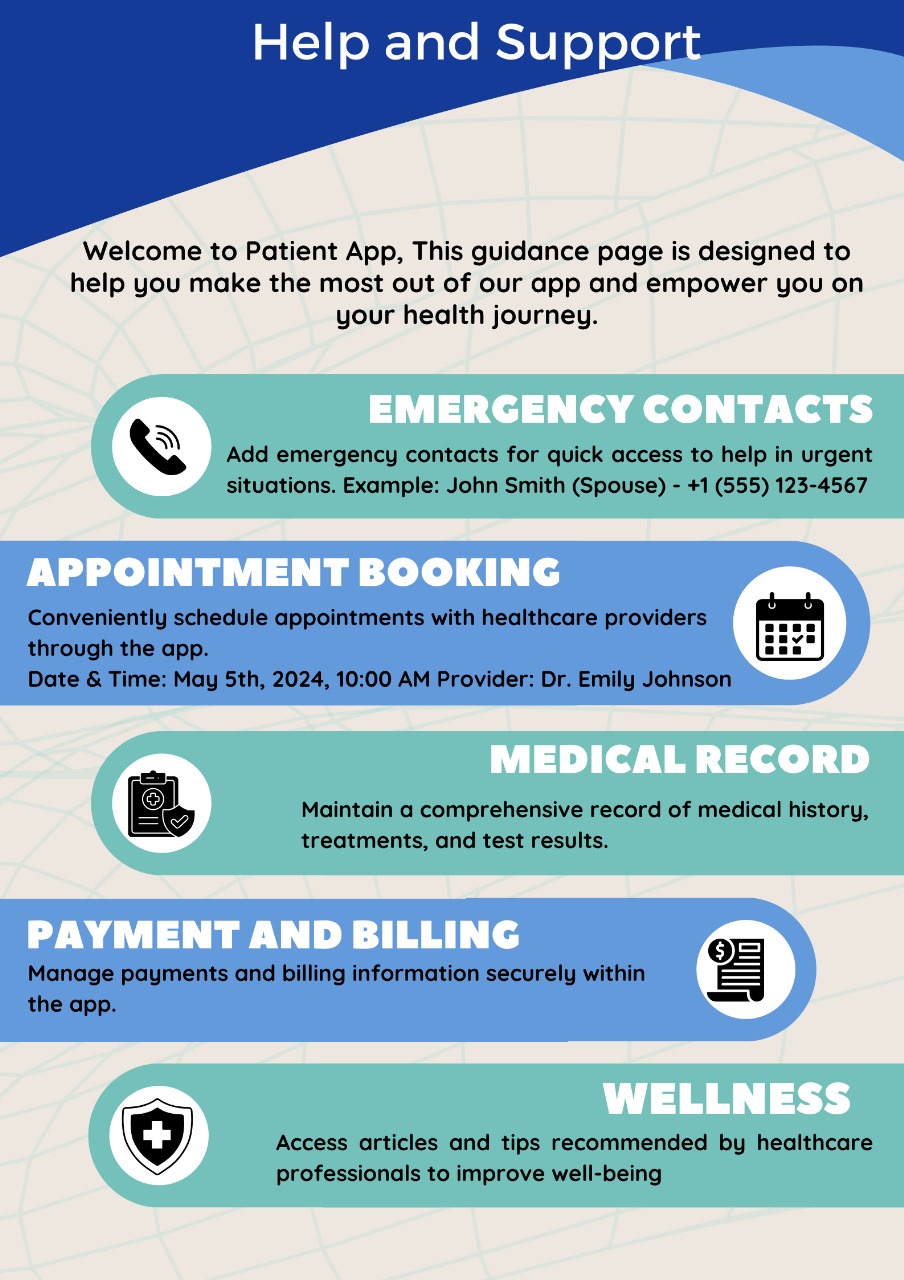 Help and Support
Welcome to Patient App, This guidance page is designed to
help you make the most out of our app and empower you on
your health journey.
EMERGENCY CONTACTS
Add emergency contacts for quick access to help in urgent
situations. Example: John Smith (Spouse) - +1 (555) 123-4567
APPOINTMENT BOOKING
Conveniently schedule appointments with healthcare providers
through the app.
Date & Time: May 5th, 2024, 10:00 AM Provider: Dr. Emily Johnson
MEDICAL RECORD
Maintain a comprehensive record of medical history,
treatments, and test results.
PAYMENT AND BILLING
Manage payments and billing information securely within
the app.
$
WELLNESS
Access articles and tips recommended by healthcare
professionals to improve well-being